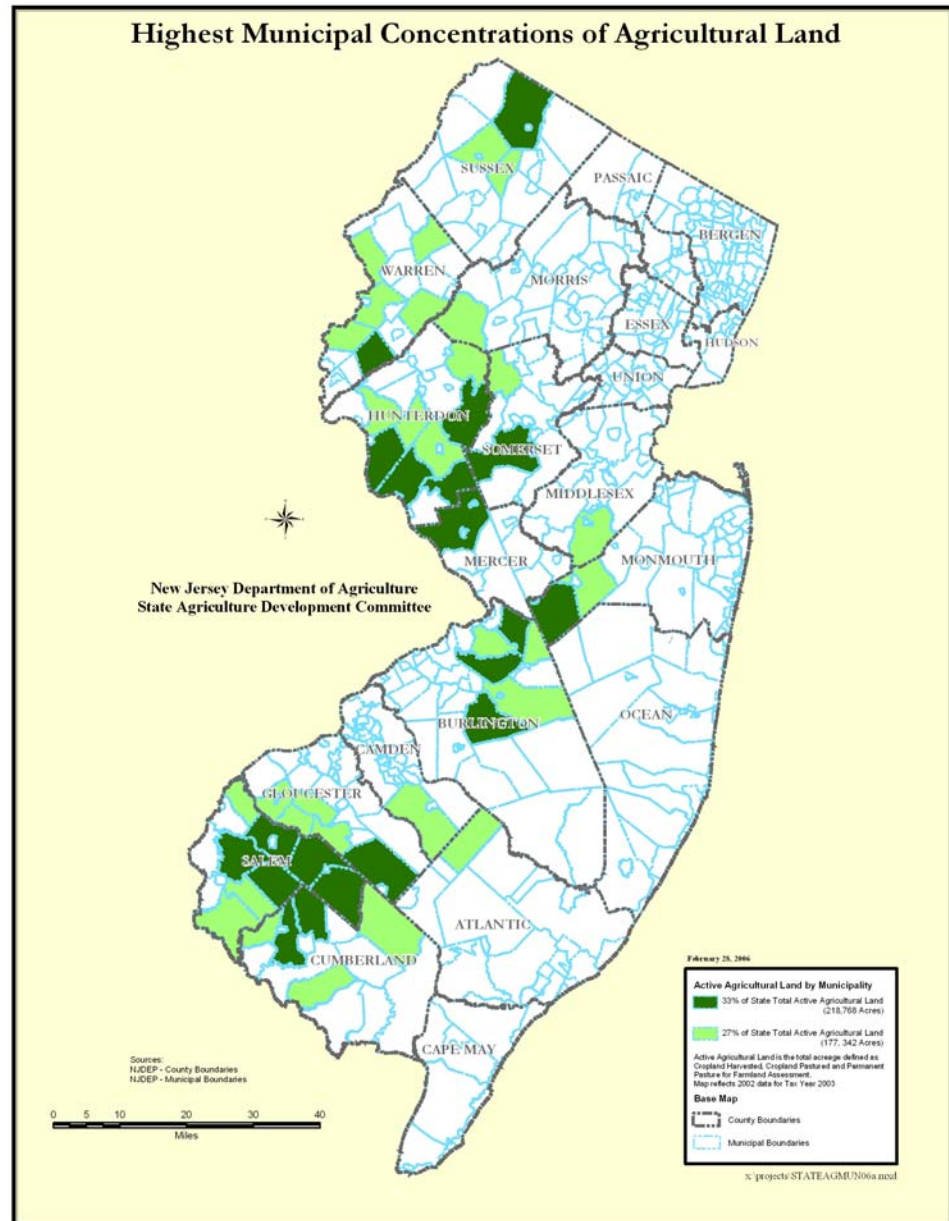 Highest Municipal Concentrations of Agricultural Land
SUSSEX
PASSAIC
BERGEN
WARREN
MORRIS
ESSEX
HUDSON
UNION
HUNTERDON
SOMERSET
MIDDLESEX
MERCER
MONMOUTH
New Jersey Department of Agriculture
State Agriculture Development Committee
OCEAN
BURLINGTON
CAMDEN
GLOUCESTER
SALEM
ATLANTIC
CUMBERLAND
CAPE MAY
February 28, 2006
Active Agricultural Land by Municipality
33% of State Total Active Agricultural Land
(218,768 Acres)
27% of State Total Active Agricultural Land
(177, 342 Acres)
Active Agricultural Land is the total acreage defined as
Cropland Harvested, Cropland Pastured and Permanent
Pasture for Farmland Assessment.
Map reflects 2002 data for Tax Year 2003
Base Map
County Boundaries
Municipal Boundaries
Sources:
NJDEP - County Boundaries
NJDEP - Municipal Boundaries
0 5 10 20 30 40
Miles
x:\projects\STATEAGMUN06a.mxd